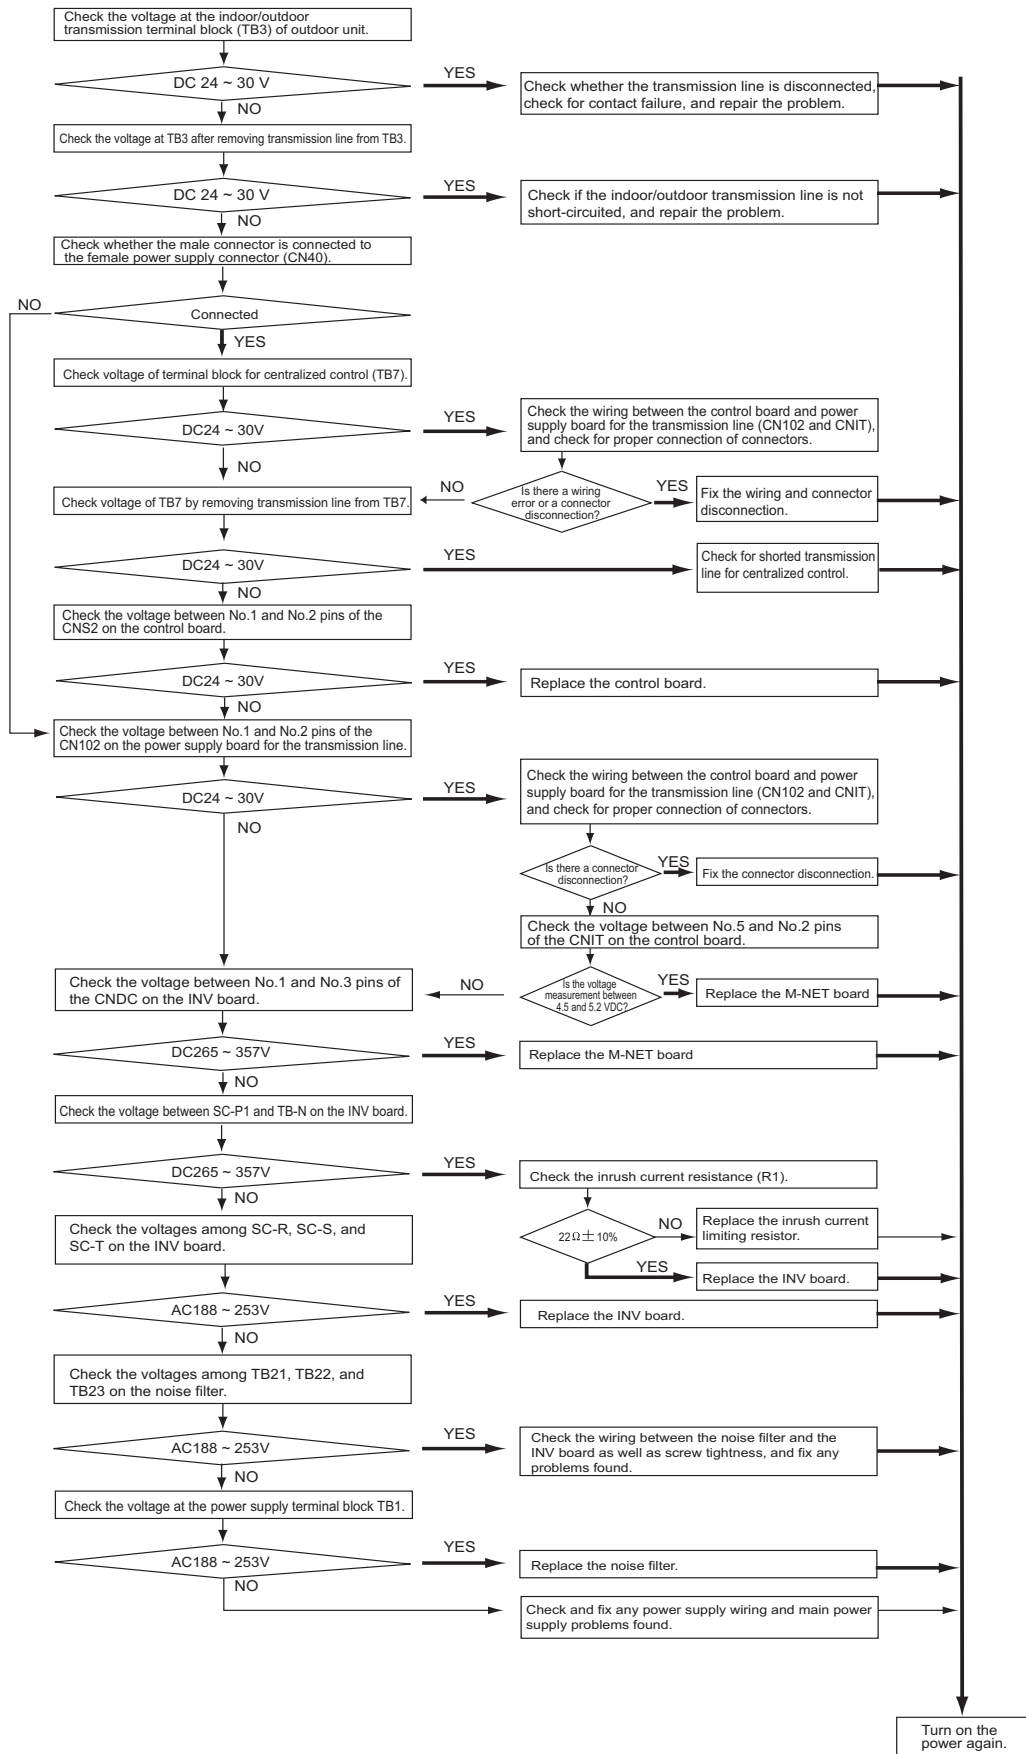 Check the voltage at the indoor/outdoor
transmission terminal block (TB3) of outdoor unit.
DC 24 ~ 30 V
YES
Check whether the transmission line is disconnected,
check for contact failure, and repair the problem.
NO
Check the voltage at TB3 after removing transmission line from TB3.
DC 24 ~ 30 V
YES
Check if the indoor/outdoor transmission line is not
short-circuited, and repair the problem.
NO
Check whether the male connector is connected to
the female power supply connector (CN40).
NO
Connected
YES
Check voltage of terminal block for centralized control (TB7).
DC24 ~ 30V
YES
Check the wiring between the control board and power
supply board for the transmission line (CN102 and CNIT),
and check for proper connection of connectors.
NO
Check voltage of TB7 by removing transmission line from TB7.
NO
Is there a wiring
error or a connector
disconnection?
YES
Fix the wiring and connector
disconnection.
DC24 ~ 30V
YES
Check for shorted transmission
line for centralized control.
NO
Check the voltage between No.1 and No.2 pins of the
CNS2 on the control board.
DC24 ~ 30V
YES
Replace the control board.
NO
Check the voltage between No.1 and No.2 pins of the
CN102 on the power supply board for the transmission line.
DC24 ~ 30V
YES
Check the wiring between the control board and power
supply board for the transmission line (CN102 and CNIT),
and check for proper connection of connectors.
NO
Is there a connector
disconnection?
YES
Fix the connector disconnection.
NO
Check the voltage between No.5 and No.2 pins
of the CNIT on the control board.
Check the voltage between No.1 and No.3 pins of
the CNDC on the INV board.
NO
Is the voltage
measurement between
4.5 and 5.2 VDC?
YES
Replace the M-NET board
DC265 ~ 357V
YES
Replace the M-NET board
NO
Check the voltage between SC-P1 and TB-N on the INV board.
DC265 ~ 357V
YES
Check the inrush current resistance (R1).
NO
Check the voltages among SC-R, SC-S, and
SC-T on the INV board.
22Ω ± 10%
NO
Replace the inrush current
limiting resistor.
YES
Replace the INV board.
AC188 ~ 253V
YES
Replace the INV board.
NO
Check the voltages among TB21, TB22, and
TB23 on the noise filter.
AC188 ~ 253V
YES
Check the wiring between the noise filter and the
INV board as well as screw tightness, and fix any
problems found.
NO
Check the voltage at the power supply terminal block TB1.
AC188 ~ 253V
YES
Replace the noise filter.
NO
Check and fix any power supply wiring and main power
supply problems found.
Turn on the
power again.